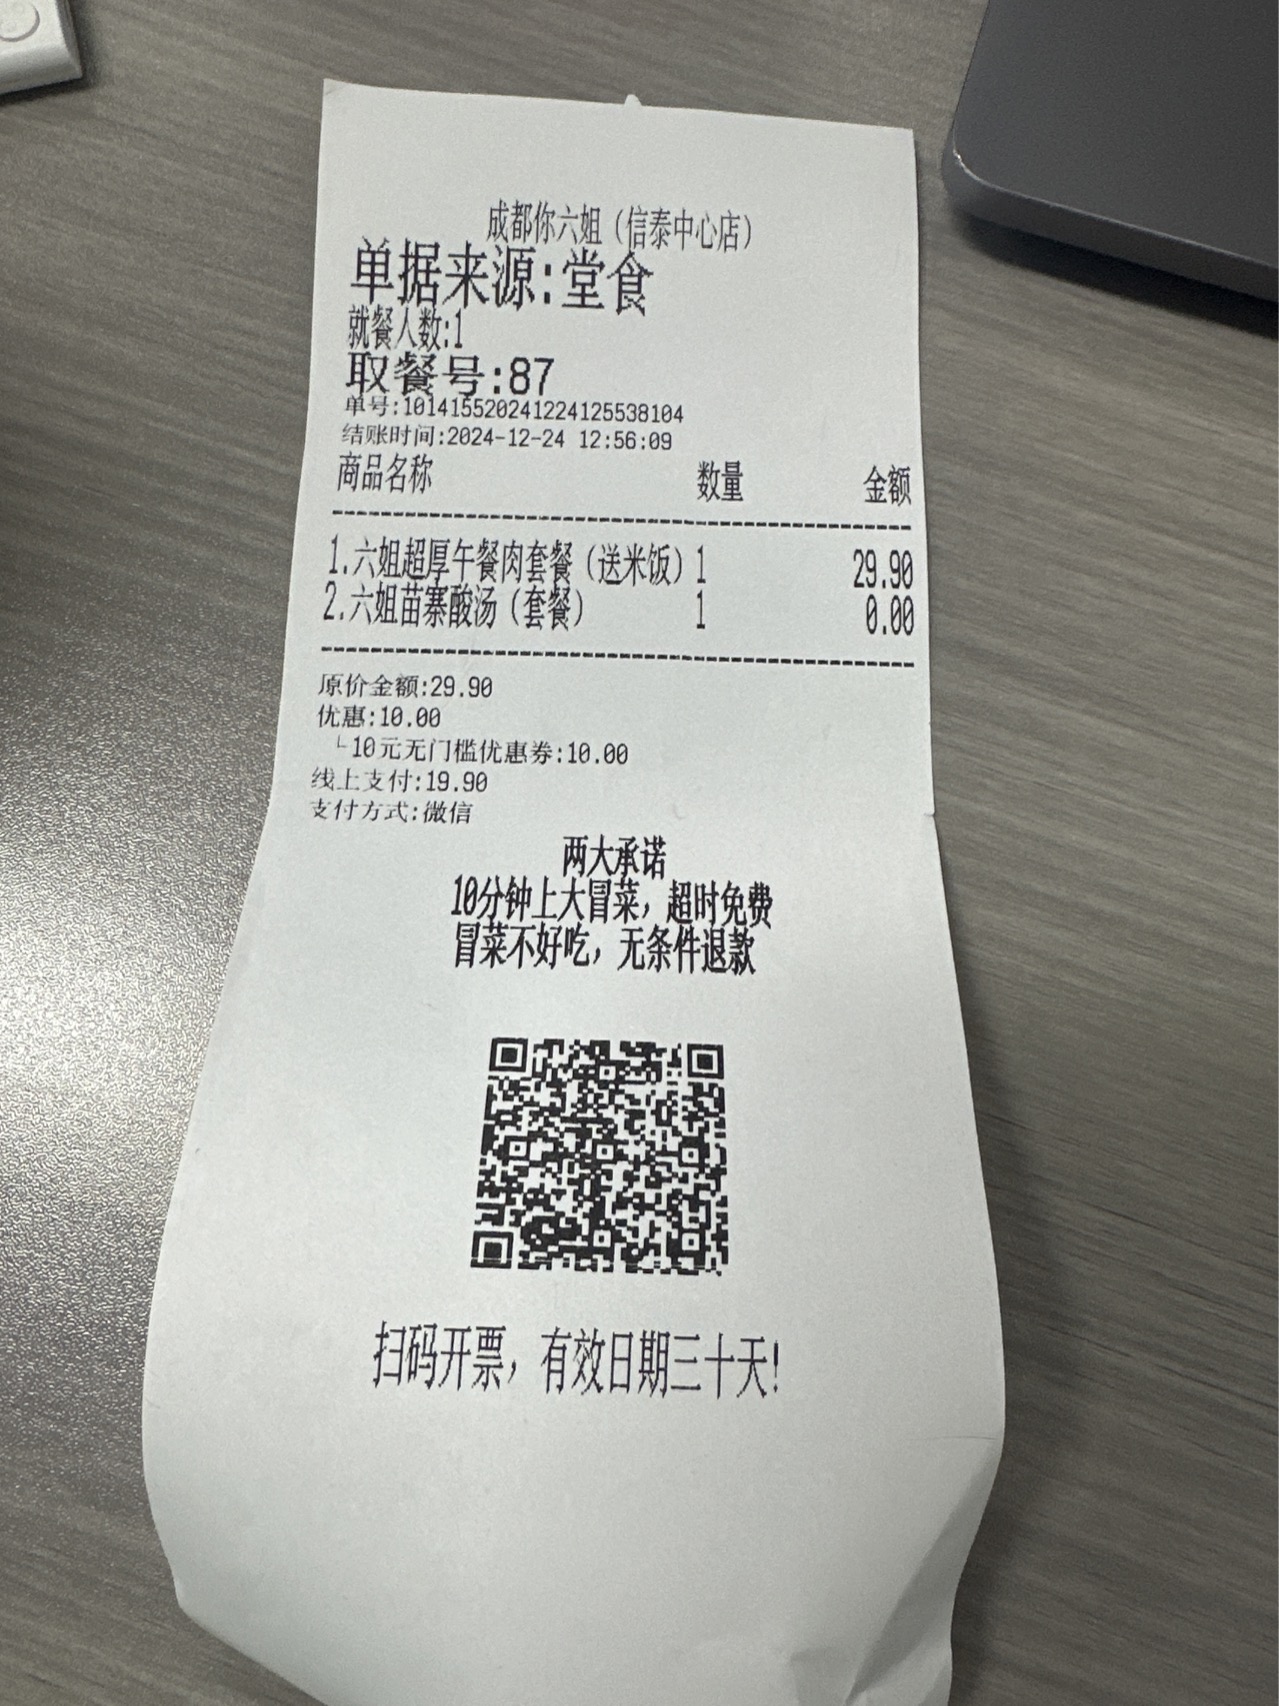 成都你六姐（信泰中心店）
单据来源:堂食
就餐人数:1
取餐号:87
单号:101415520241224125538104
结账时间:2024-12-24 12:56:09
商品名称 数量 金额
1.六姐超厚午餐肉套餐（送米饭）1 29.90
2.六姐苗寨酸汤（套餐） 1 0.00
原价金额:29.90
优惠:10.00
└10元无门槛优惠券:10.00
线上支付:19.90
支付方式:微信
两大承诺
10分钟上大冒菜，超时免费
冒菜不好吃，无条件退款
扫码开票，有效日期三十天!